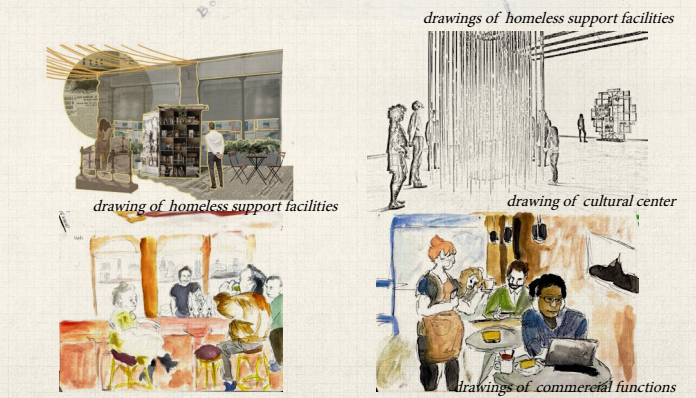 drawings of homeless support facilities
drawing of homeless support facilities
drawing of cultural center
drawings of commercial functions